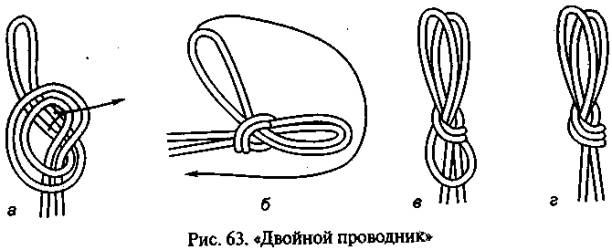 а б в г
Рис. 63. «Двойной проводник»